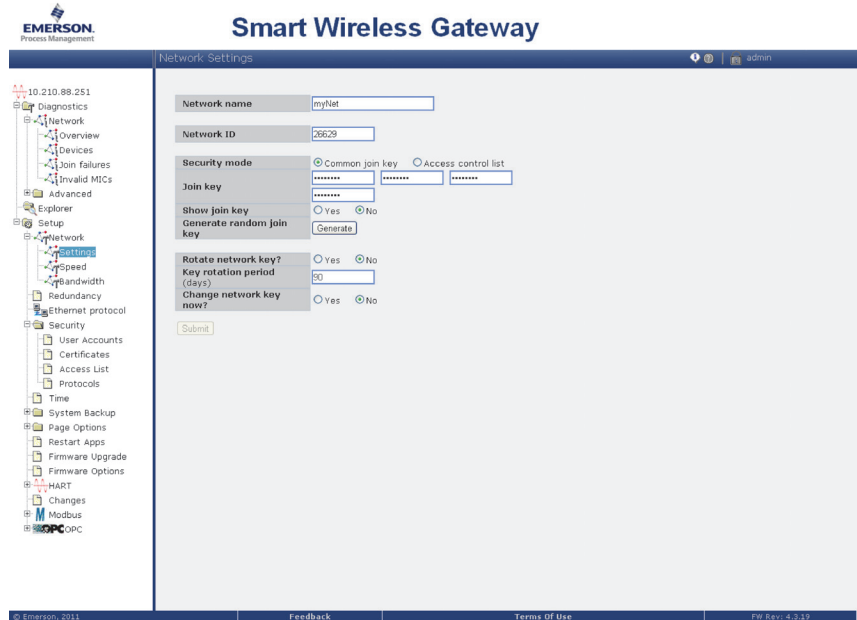 EMERSON.
Process Management
Smart Wireless Gateway
Network Settings
admin
10.210.88.251
Diagnostics
Network
Overview
Devices
Join failures
Invalid MICs
Advanced
Explorer
Setup
Network
Settings
Speed
Bandwidth
Redundancy
Ethernet protocol
Security
User Accounts
Certificates
Access List
Protocols
Time
System Backup
Page Options
Restart Apps
Firmware Upgrade
Firmware Options
HART
Changes
Modbus
OPC OPC
Network name myNet
Network ID 26629
Security mode Common join key Access control list
Join key •••••••• •••••••• ••••••••
••••••••
Show join key Yes No
Generate random join
key Generate
Rotate network key? Yes No
Key rotation period
(days) 90
Change network key
now? Yes No
Submit
© Emerson, 2011 Feedback Terms Of Use FW Rev: 4.3.19